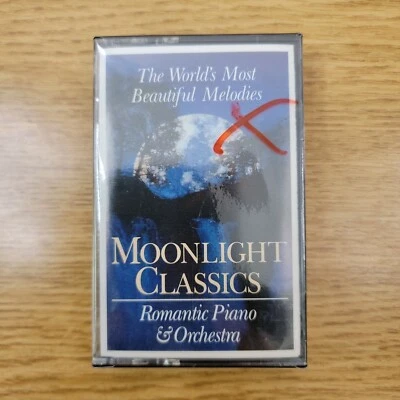 The World's Most
Beautiful Melodies
MOONLIGHT
CLASSICS
Romantic Piano
& Orchestra